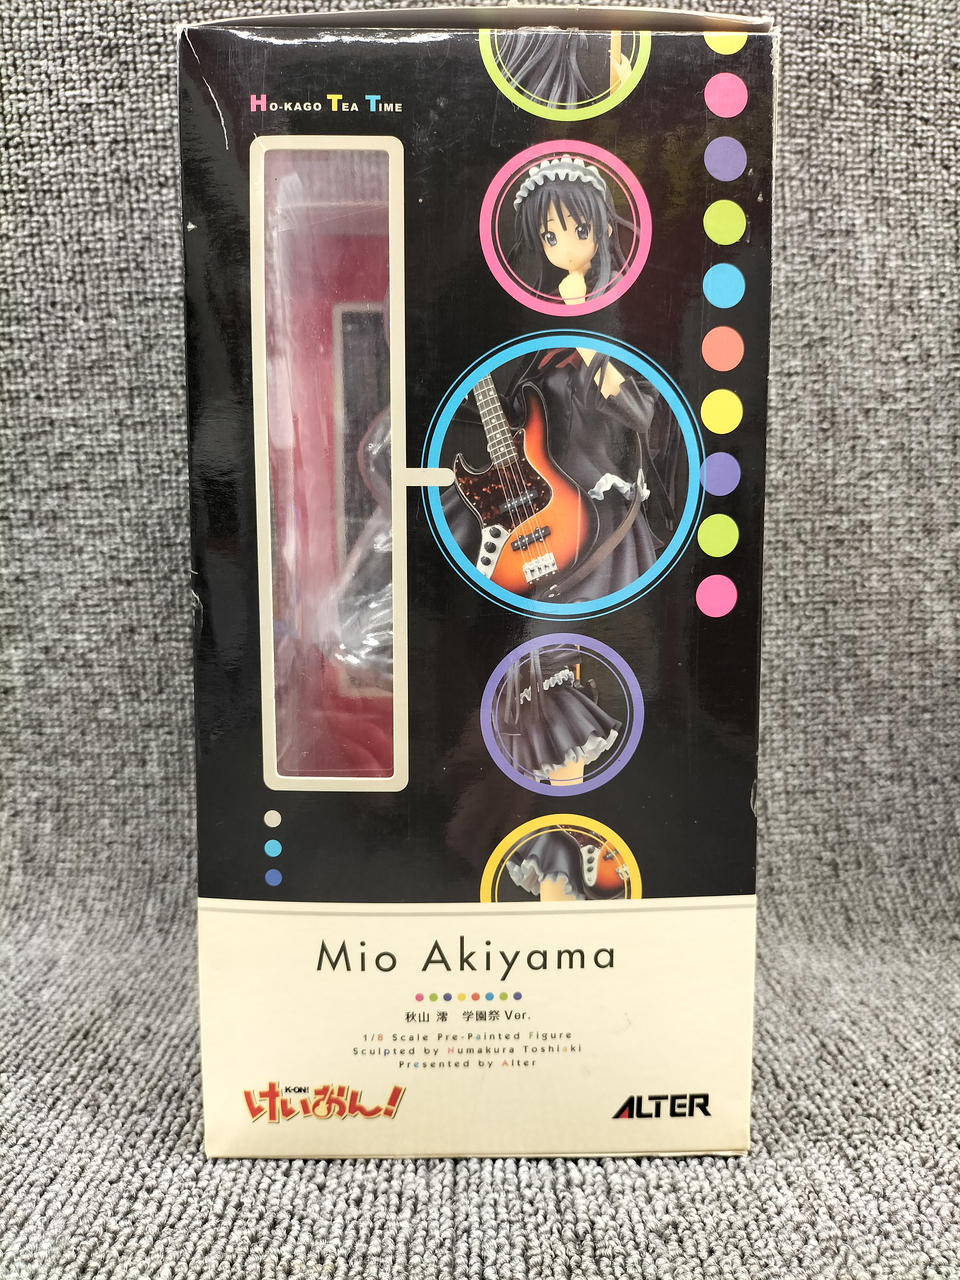 HO-KAGO TEA TIME
Mio Akiyama
秋山 澪 学園祭 Ver.
1/8 Scale Pre-Painted Figure
Sculpted by Humakura Toshiaki
Presented by Alter
K-ON!
けいおん!
ALTER